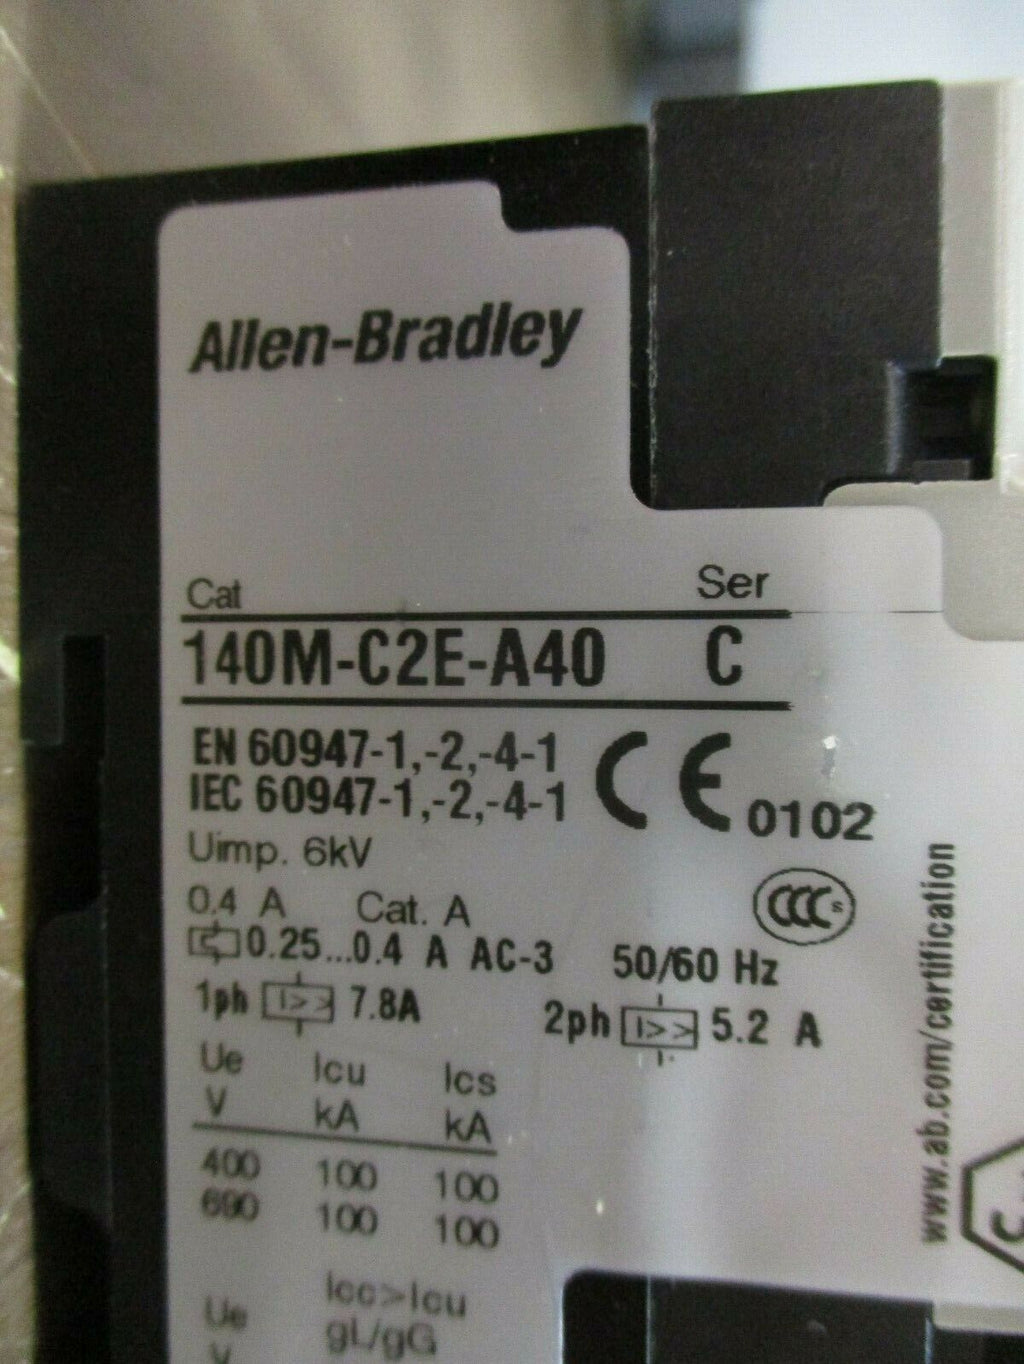 Allen-Bradley
Cat Ser
140M-C2E-A40 C
EN 60947-1,-2,-4-1
IEC 60947-1,-2,-4-1
CE 0102
Uimp. 6kV
0.4 A Cat. A
CCC S
0.25...0.4 A AC-3 50/60 Hz
1ph I>> 7.8A 2ph I>> 5.2 A
Ue Icu Ics
V kA kA
400 100 100
690 100 100
Icc>Icu
Ue gL/gG
V
www.ab.com/certification